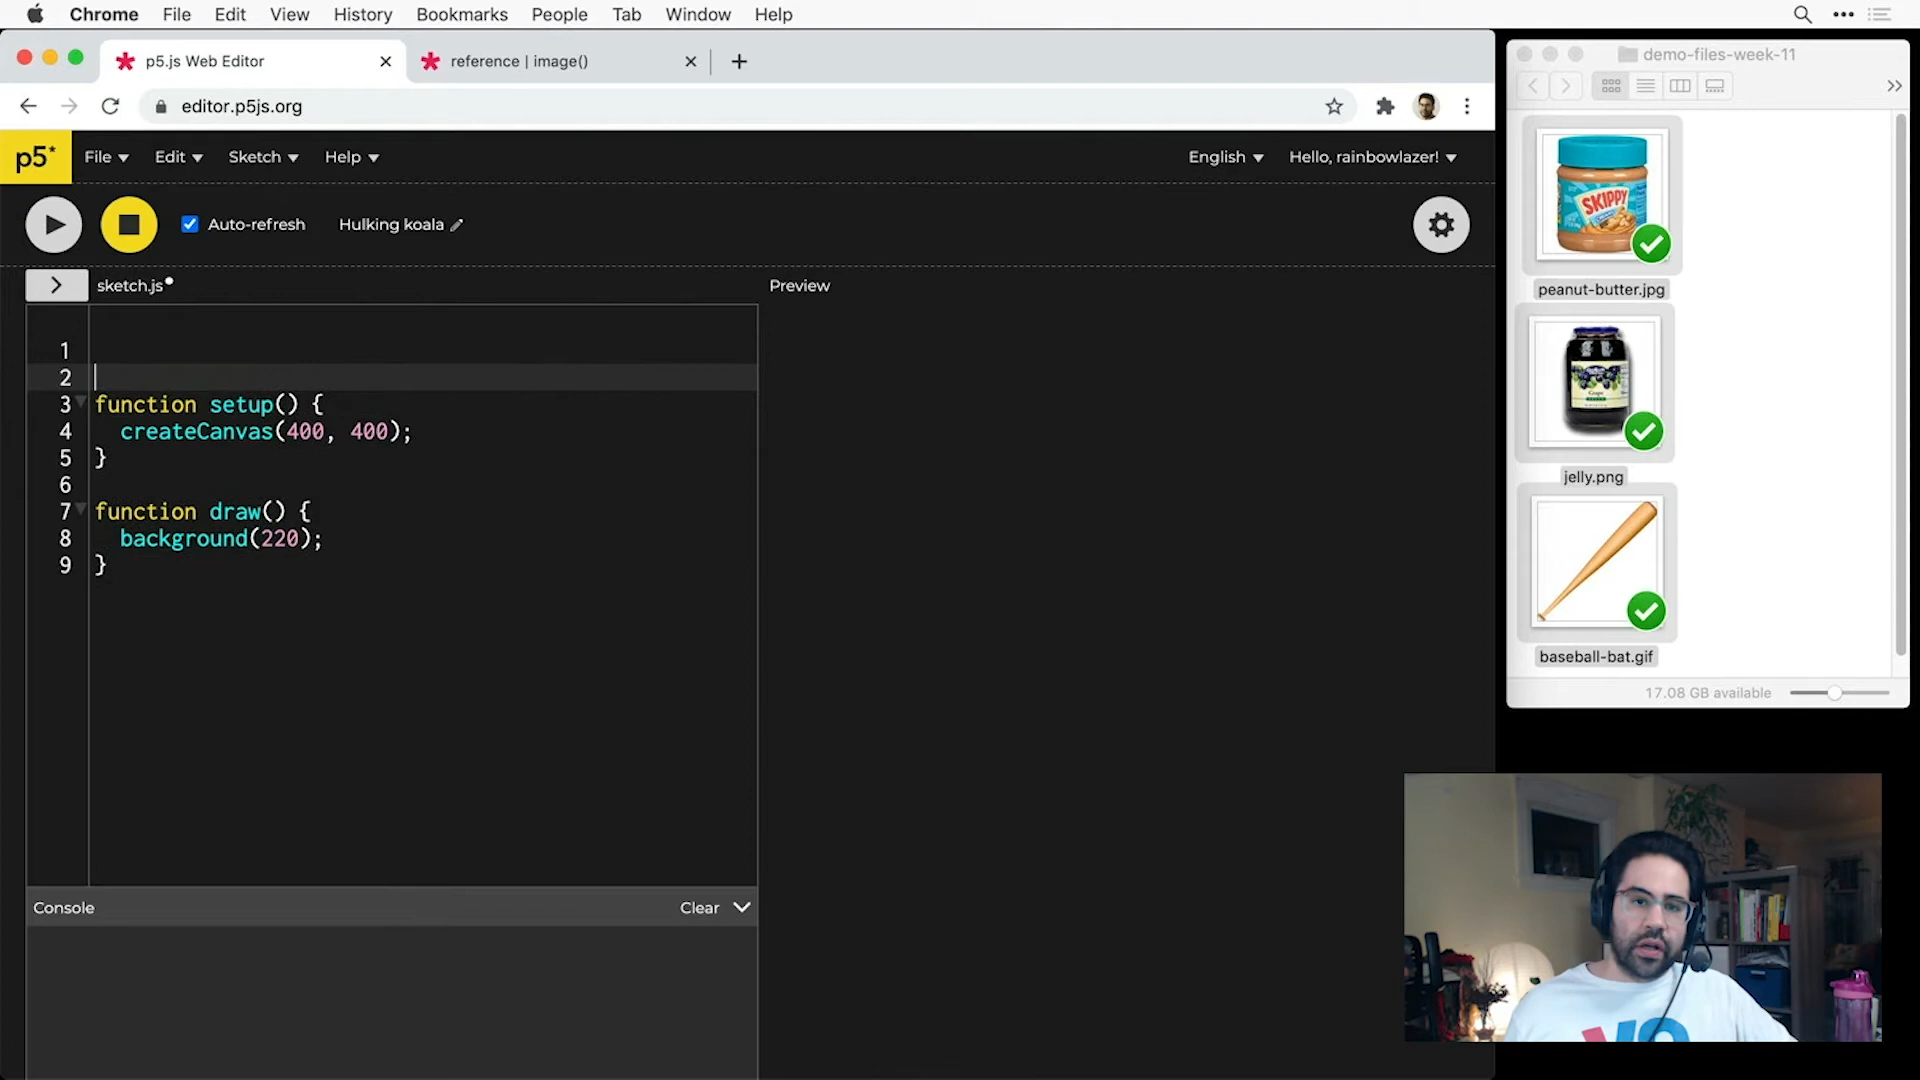 Chrome File Edit View History Bookmarks People Tab Window Help
p5.js Web Editor
reference | image()
editor.p5js.org
p5*
File Edit Sketch Help
English
Hello, rainbowlazer!
Auto-refresh
Hulking koala
sketch.js
Preview
1
2
3 function setup() {
4 createCanvas(400, 400);
5 }
6
7 function draw() {
8 background(220);
9 }
Console
Clear
demo-files-week-11
SKIPPY
peanut-butter.jpg
Grape
jelly.png
baseball-bat.gif
17.08 GB available